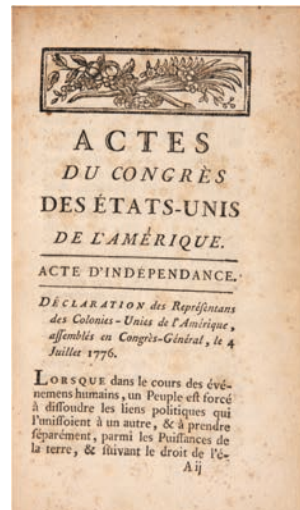 ACTES
DU CONGRÈS
DES ÉTATS-UNIS
DE L'AMÉRIQUE.
ACTE D'INDÉPENDANCE.
DÉCLARATION des Représentans
des Colonies-Unies de l'Amérique,
assemblés en Congrès-Général, le 4
Juillet 1776.
LORSQUE dans le cours des évé-
nemens humains, un Peuple est forcé
à dissoudre les liens politiques qui
l'unissoient à un autre, & à prendre
séparément, parmi les Puissances de
la terre, & suivant le droit de l'é-
A ij